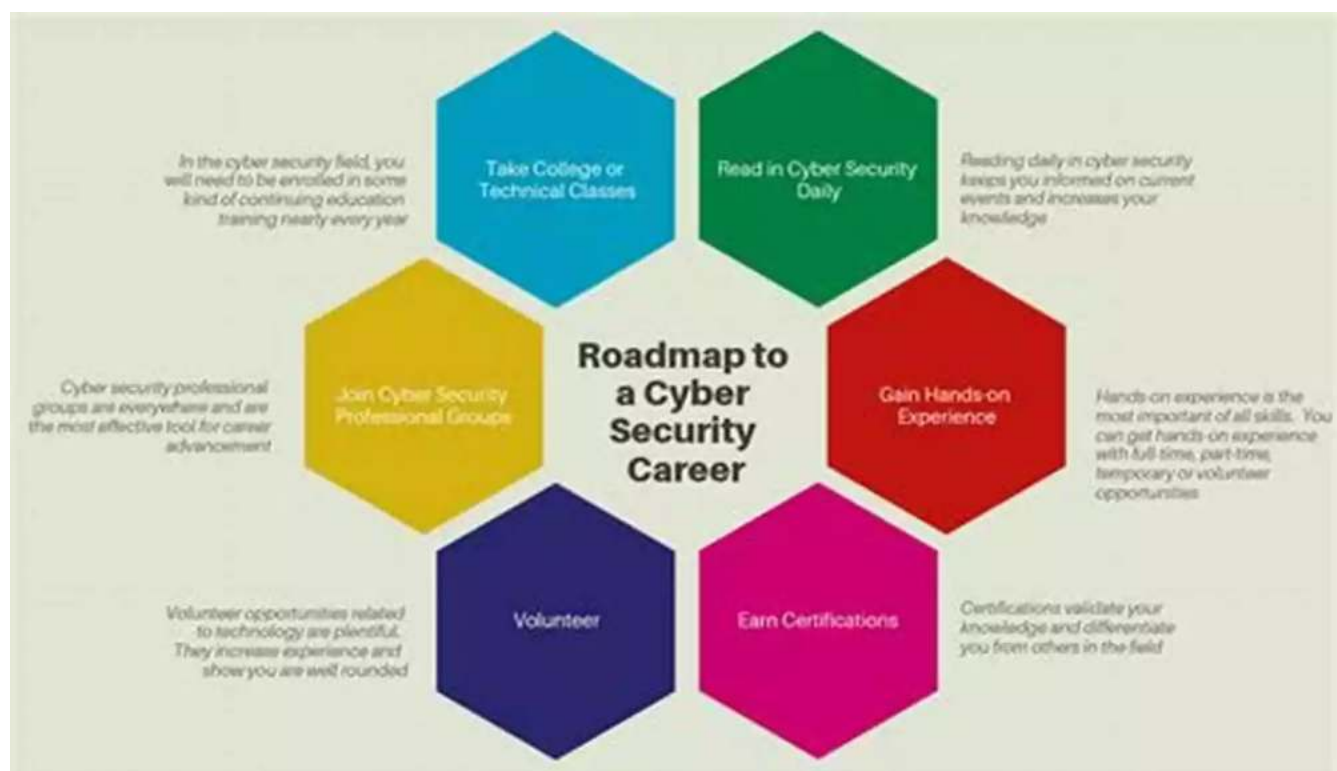 Take College or
Technical Classes
In the cyber security field, you
will need to be enrolled in some
kind of continuing education
training nearly every year
Read in Cyber Security
Daily
Reading daily in cyber security
keeps you informed on current
events and increases your
knowledge
Join Cyber Security
Professional Groups
Cyber security professional
groups are everywhere and are
the most effective tool for career
advancement
Roadmap to
a Cyber
Security
Career
Gain Hands-on
Experience
Hands-on experience is the
most important of all skills. You
can get hands-on experience
with full-time, part-time,
temporary or volunteer
opportunities
Volunteer
Volunteer opportunities related
to technology are plentiful.
They increase experience and
show you are well rounded
Earn Certifications
Certifications validate your
knowledge and differentiate
you from others in the field